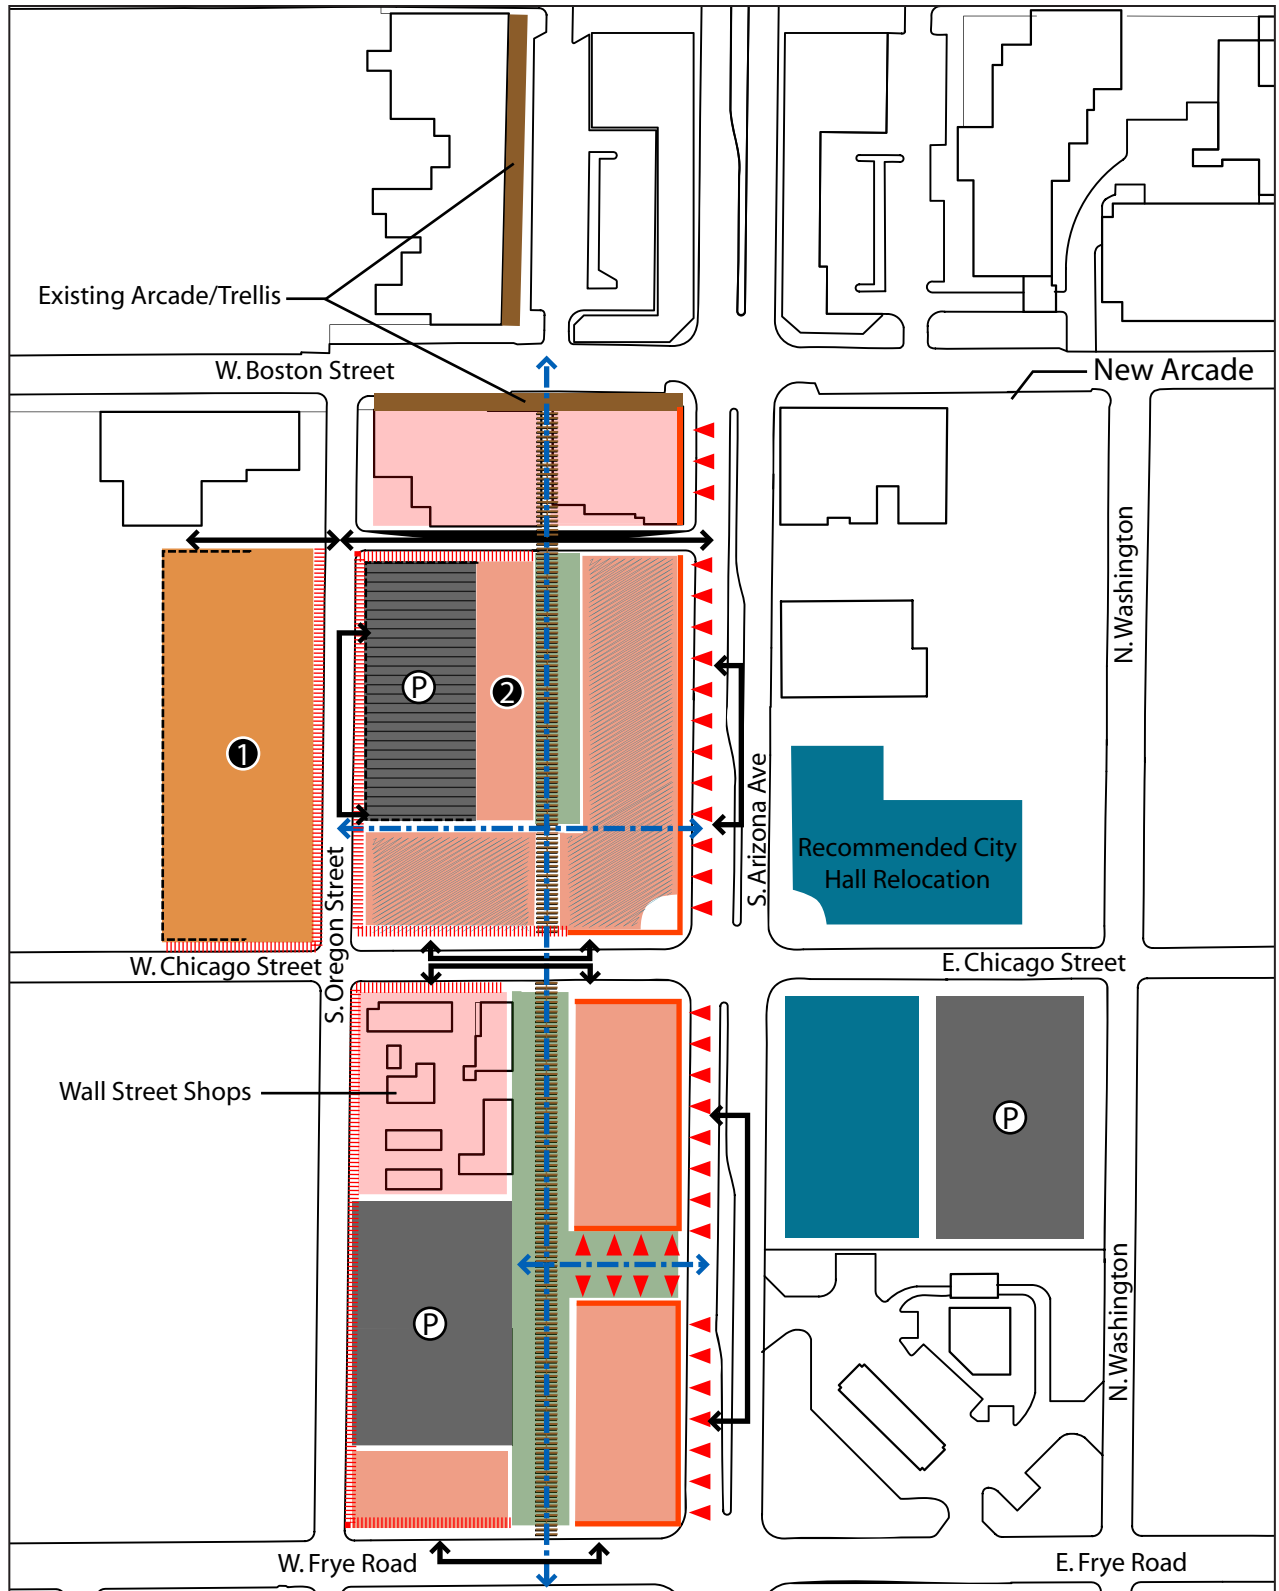 Existing Arcade/Trellis
W. Boston Street
New Arcade
N. Washington
P
2
1
S. Arizona Ave
Recommended City
Hall Relocation
S. Oregon Street
W. Chicago Street
E. Chicago Street
Wall Street Shops
P
P
N. Washington
W. Frye Road
E. Frye Road